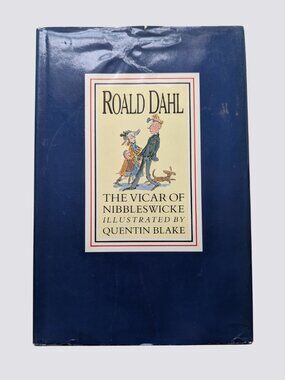 ROALD DAHL
THE VICAR OF
NIBBLESWICKE
ILLUSTRATED BY
QUENTIN BLAKE